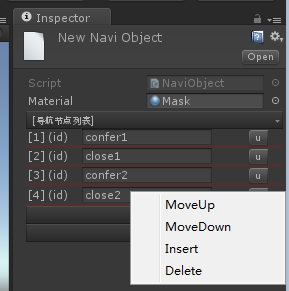 Inspector
New Navi Object
Open
Script NaviObject
Material Mask
[导航节点列表]
[1] (id) confer1 u
[2] (id) close1 u
[3] (id) confer2 u
[4] (id) close2 u
MoveUp
MoveDown
Insert
Delete